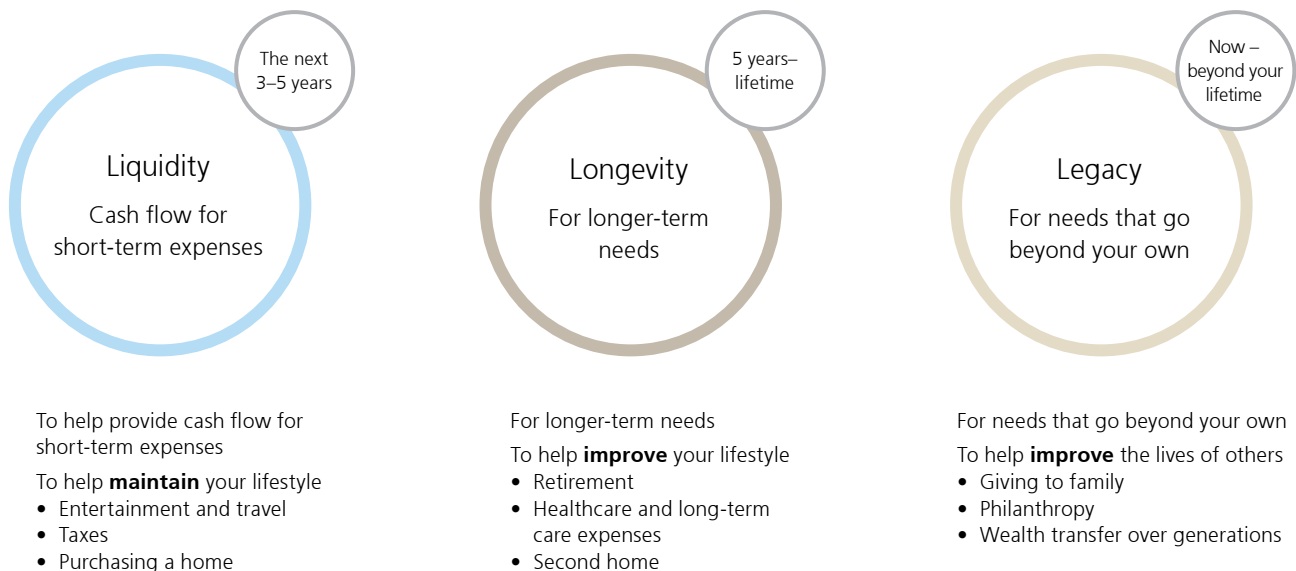 The next
3–5 years
Liquidity
Cash flow for
short-term expenses
5 years–
lifetime
Longevity
For longer-term
needs
Now –
beyond your
lifetime
Legacy
For needs that go
beyond your own
To help provide cash flow for
short-term expenses
To help maintain your lifestyle
• Entertainment and travel
• Taxes
• Purchasing a home
For longer-term needs
To help improve your lifestyle
• Retirement
• Healthcare and long-term
care expenses
• Second home
For needs that go beyond your own
To help improve the lives of others
• Giving to family
• Philanthropy
• Wealth transfer over generations